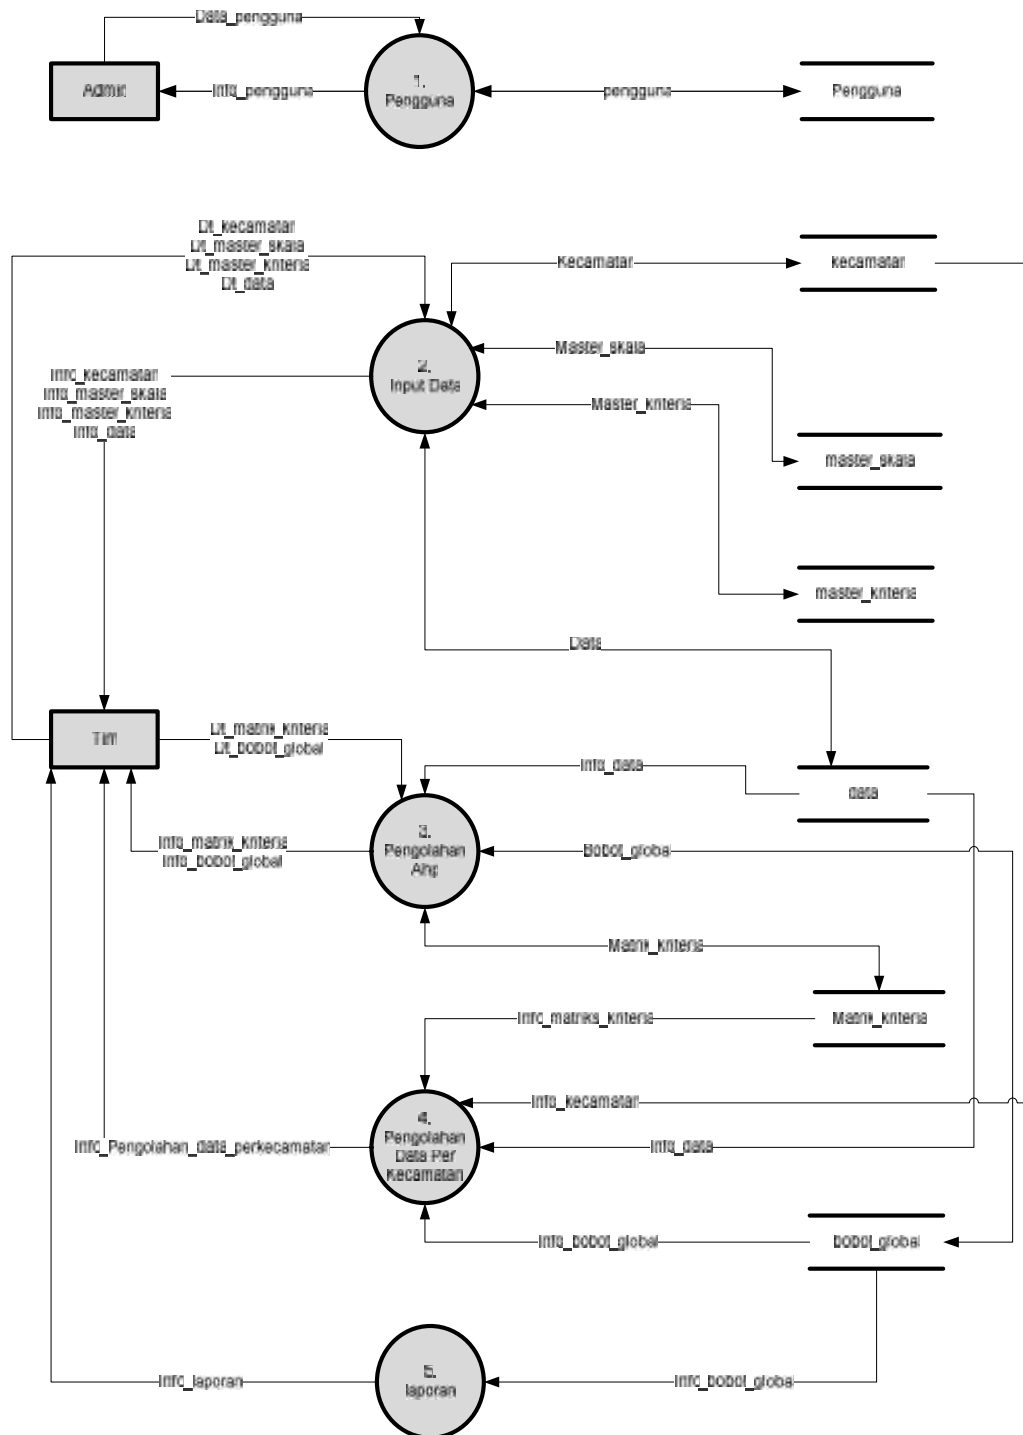 Data_pengguna
Admin
Info_pengguna
1.
Pengguna
pengguna
Pengguna
Dt_kecamatan
Dt_master_skala
Dt_master_kriteria
Dt_data
Kecamatan
kecamatan
Master_skala
2.
Input Data
Info_kecamatan
Info_master_skala
Info_master_kriteria
Info_data
Master_kriteria
master_skala
master_kriteria
Data
Tim
Dt_matrik_kriteria
Dt_bobot_global
Info_data
data
3.
Pengolahan
Ahp
Info_matrik_kriteria
Info_bobot_global
Bobot_global
Matrik_kriteria
Info_matriks_kriteria
Matrik_kriteria
Info_kecamatan
4.
Pengolahan
Data Per
Kecamatan
Info_Pengolahan_data_perkecamatan
Info_data
Info_bobot_global
bobot_global
5.
laporan
Info_laporan
Info_bobot_global